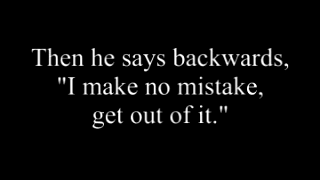 Then he says backwards,
"I make no mistake,
get out of it."